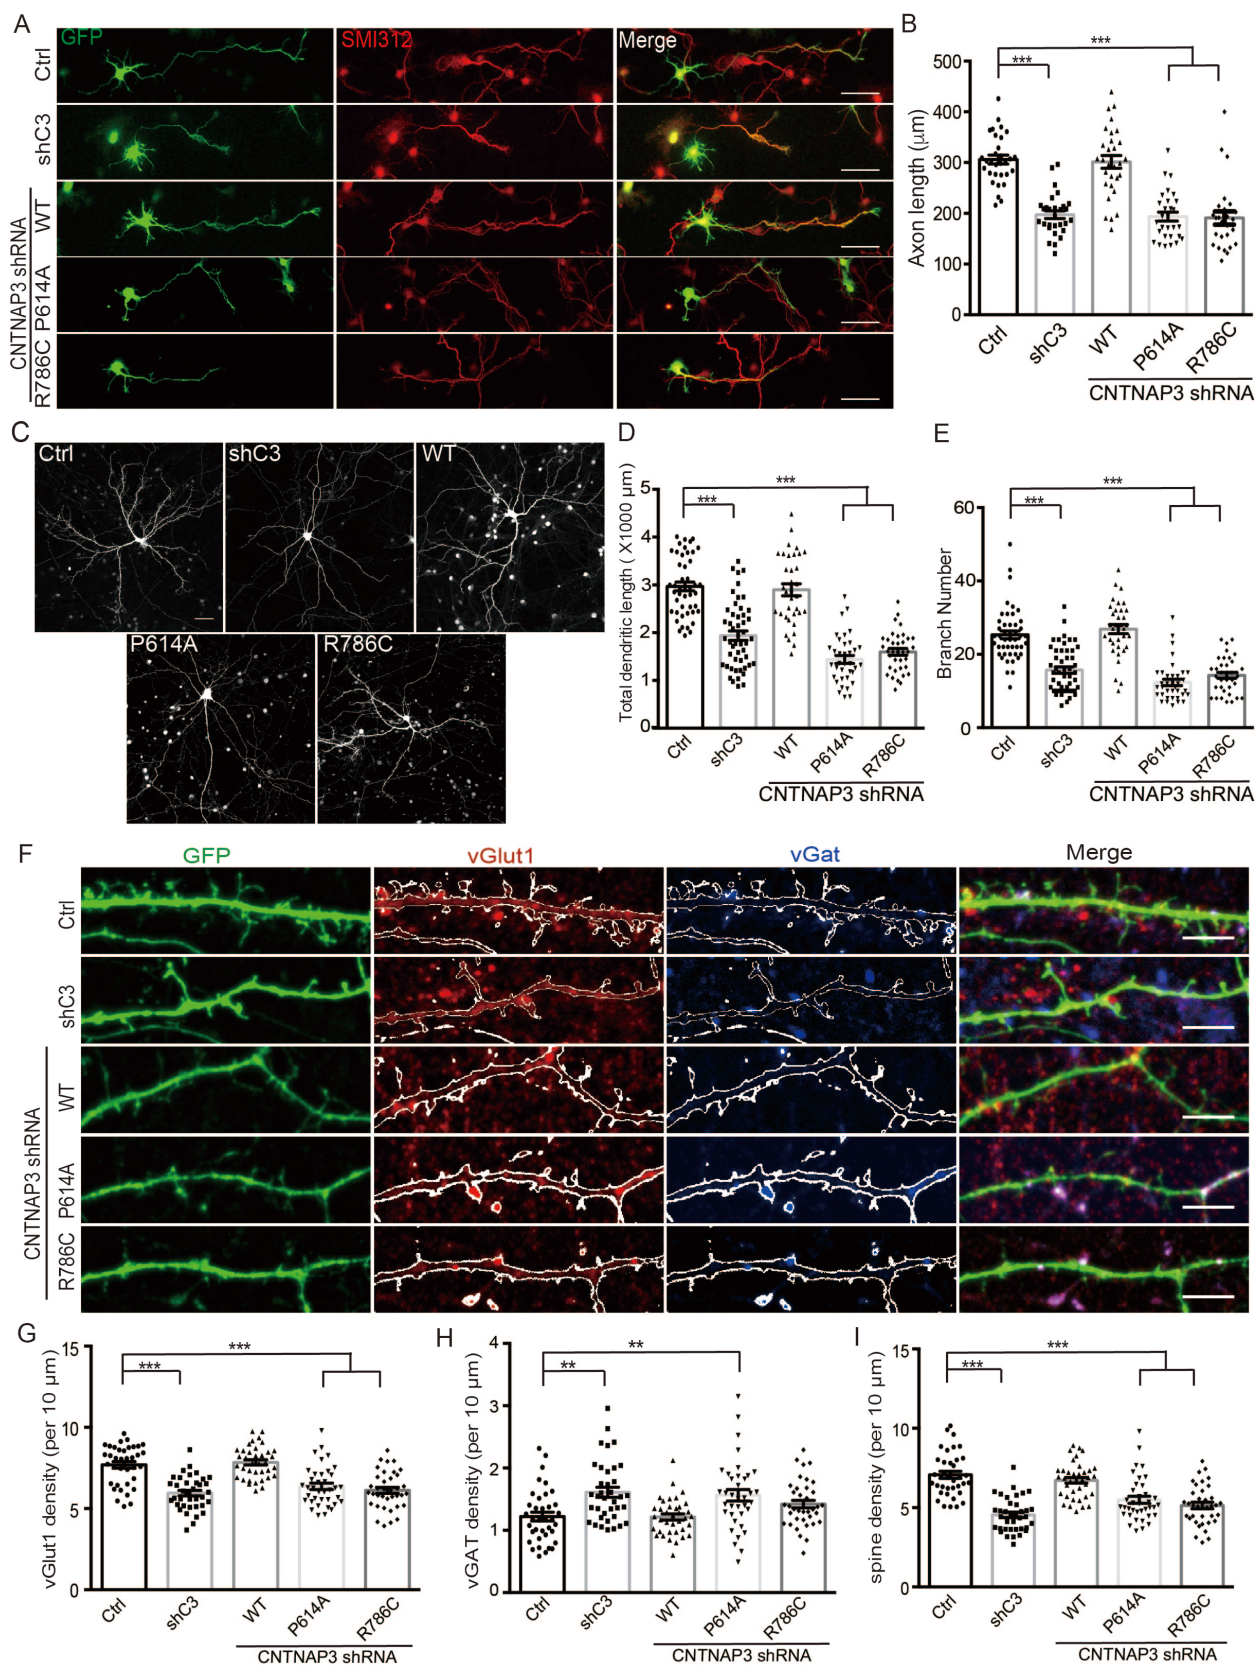 A
GFP
SMI312
Merge
Ctrl
shC3
WT
P614A
R786C
CNTNAP3 shRNA
B
***
***
Axon length (μm)
500
400
300
200
100
0
Ctrl
shC3
WT
P614A
R786C
CNTNAP3 shRNA
C
Ctrl
shC3
WT
P614A
R786C
D
***
***
Total dendritic length ( X1000 μm)
5
4
3
2
1
0
Ctrl
shC3
WT
P614A
R786C
CNTNAP3 shRNA
E
***
***
Branch Number
60
40
20
0
Ctrl
shC3
WT
P614A
R786C
CNTNAP3 shRNA
F
GFP
vGlut1
vGat
Merge
Ctrl
shC3
WT
P614A
R786C
CNTNAP3 shRNA
G
***
***
vGlut1 density (per 10 μm)
15
10
5
0
Ctrl
shC3
WT
P614A
R786C
CNTNAP3 shRNA
H
**
**
vGAT density (per 10 μm)
4
3
2
1
0
Ctrl
shC3
WT
P614A
R786C
CNTNAP3 shRNA
I
***
***
spine density (per 10 μm)
15
10
5
0
Ctrl
shC3
WT
P614A
R786C
CNTNAP3 shRNA